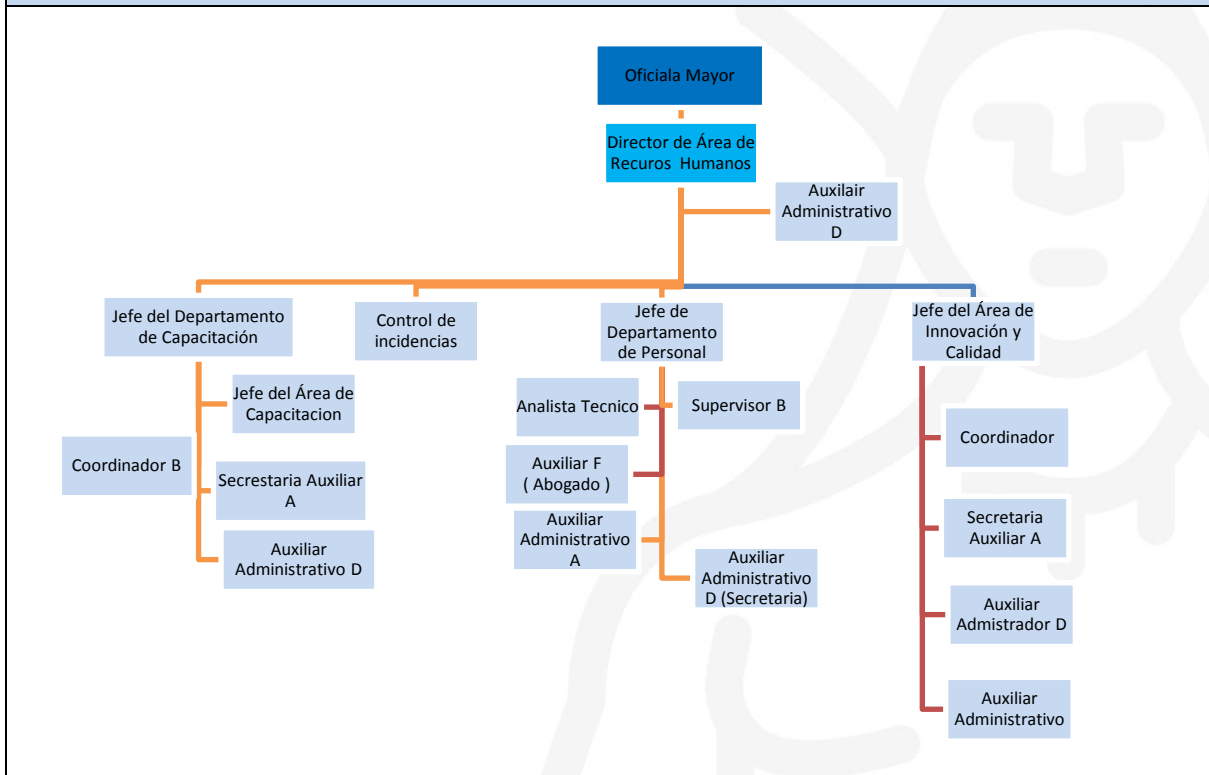 Oficiala Mayor
Director de Área de
Recuros Humanos
Auxilair
Administrativo
D
Jefe del Departamento
de Capacitación
Control de
incidencias
Jefe de
Departamento
de Personal
Jefe del Área de
Innovación y
Calidad
Jefe del Área de
Capacitacion
Coordinador B
Secrestaria Auxiliar
A
Auxiliar
Administrativo D
Analista Tecnico
Supervisor B
Auxiliar F
( Abogado )
Auxiliar
Administrativo
A
Auxiliar
Administrativo
D (Secretaria)
Coordinador
Secretaria
Auxiliar A
Auxiliar
Admistrador D
Auxiliar
Administrativo